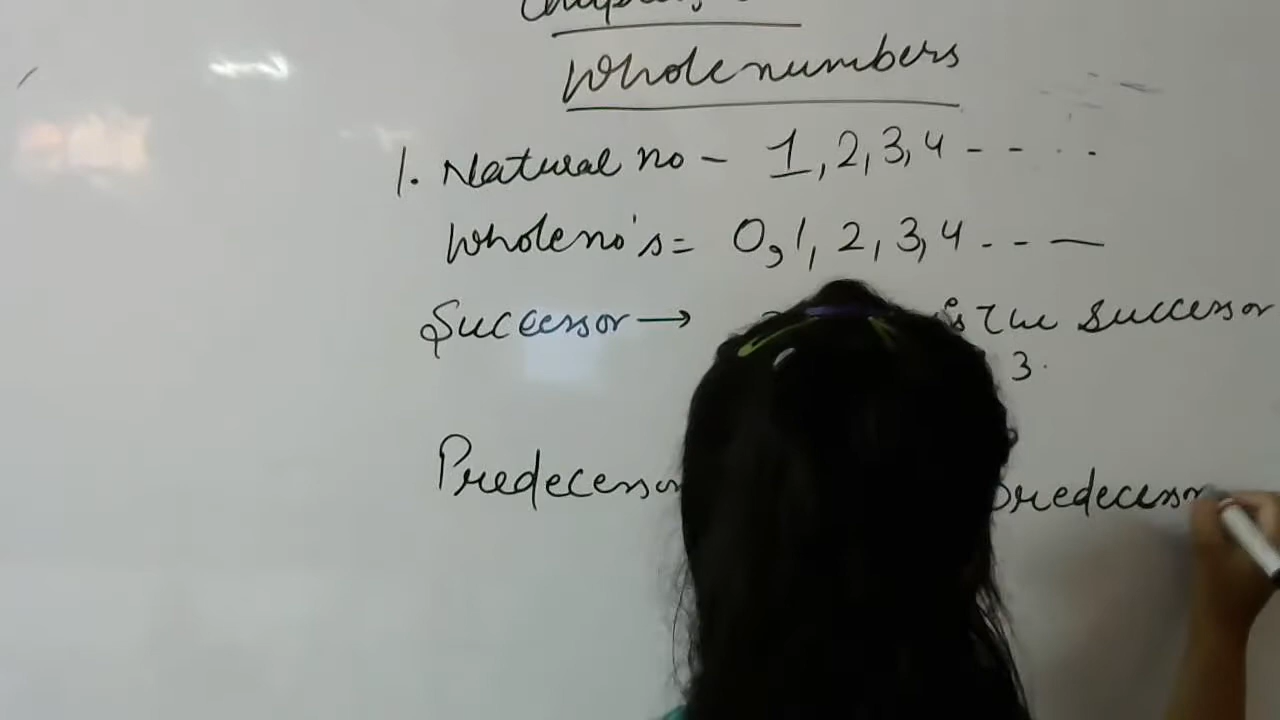 Whole numbers
1. Natural no – 1, 2, 3, 4 - - . .
Whole no's = 0, 1, 2, 3, 4 - - —
Successor → is the successor
3.
Predecessor predecessor